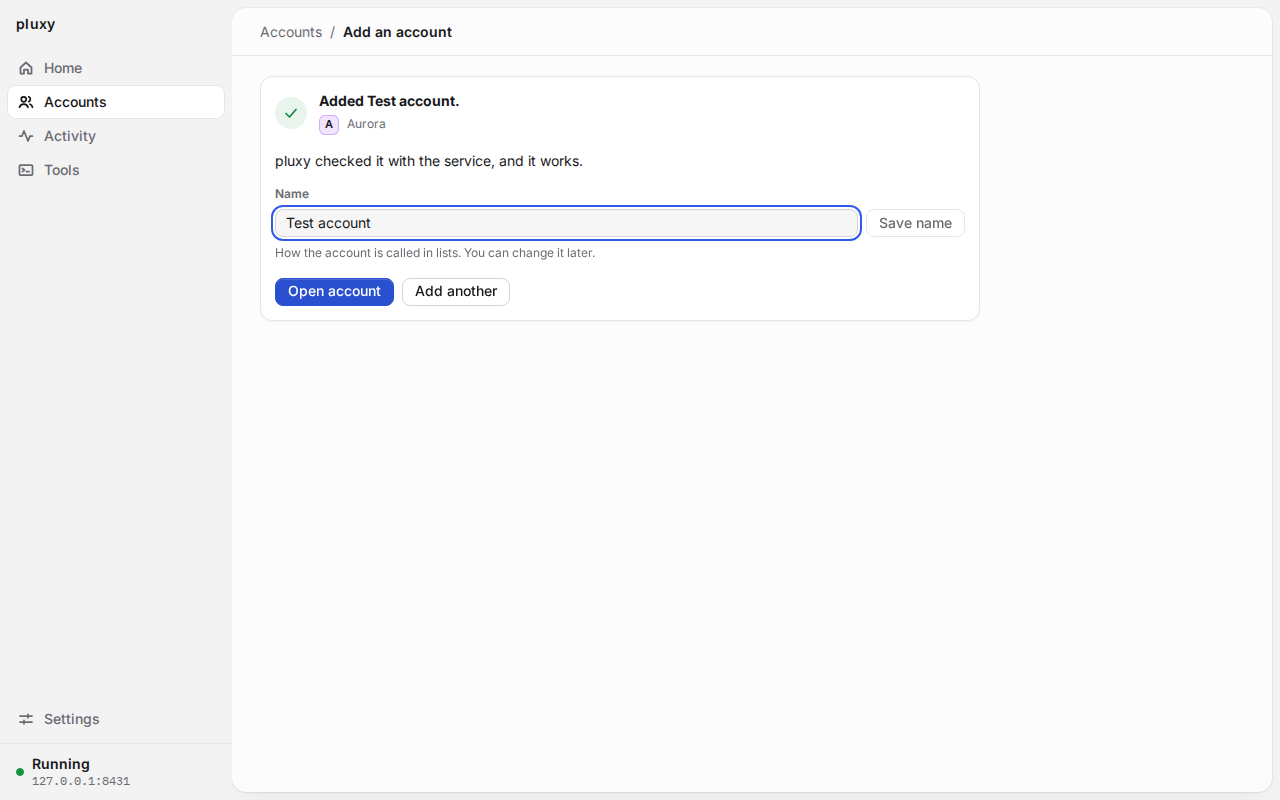 pluxy
Home
Accounts
Activity
Tools
Settings
Running
127.0.0.1:8431
Accounts / Add an account
Added Test account.
A Aurora
pluxy checked it with the service, and it works.
Name
Test account
Save name
How the account is called in lists. You can change it later.
Open account
Add another